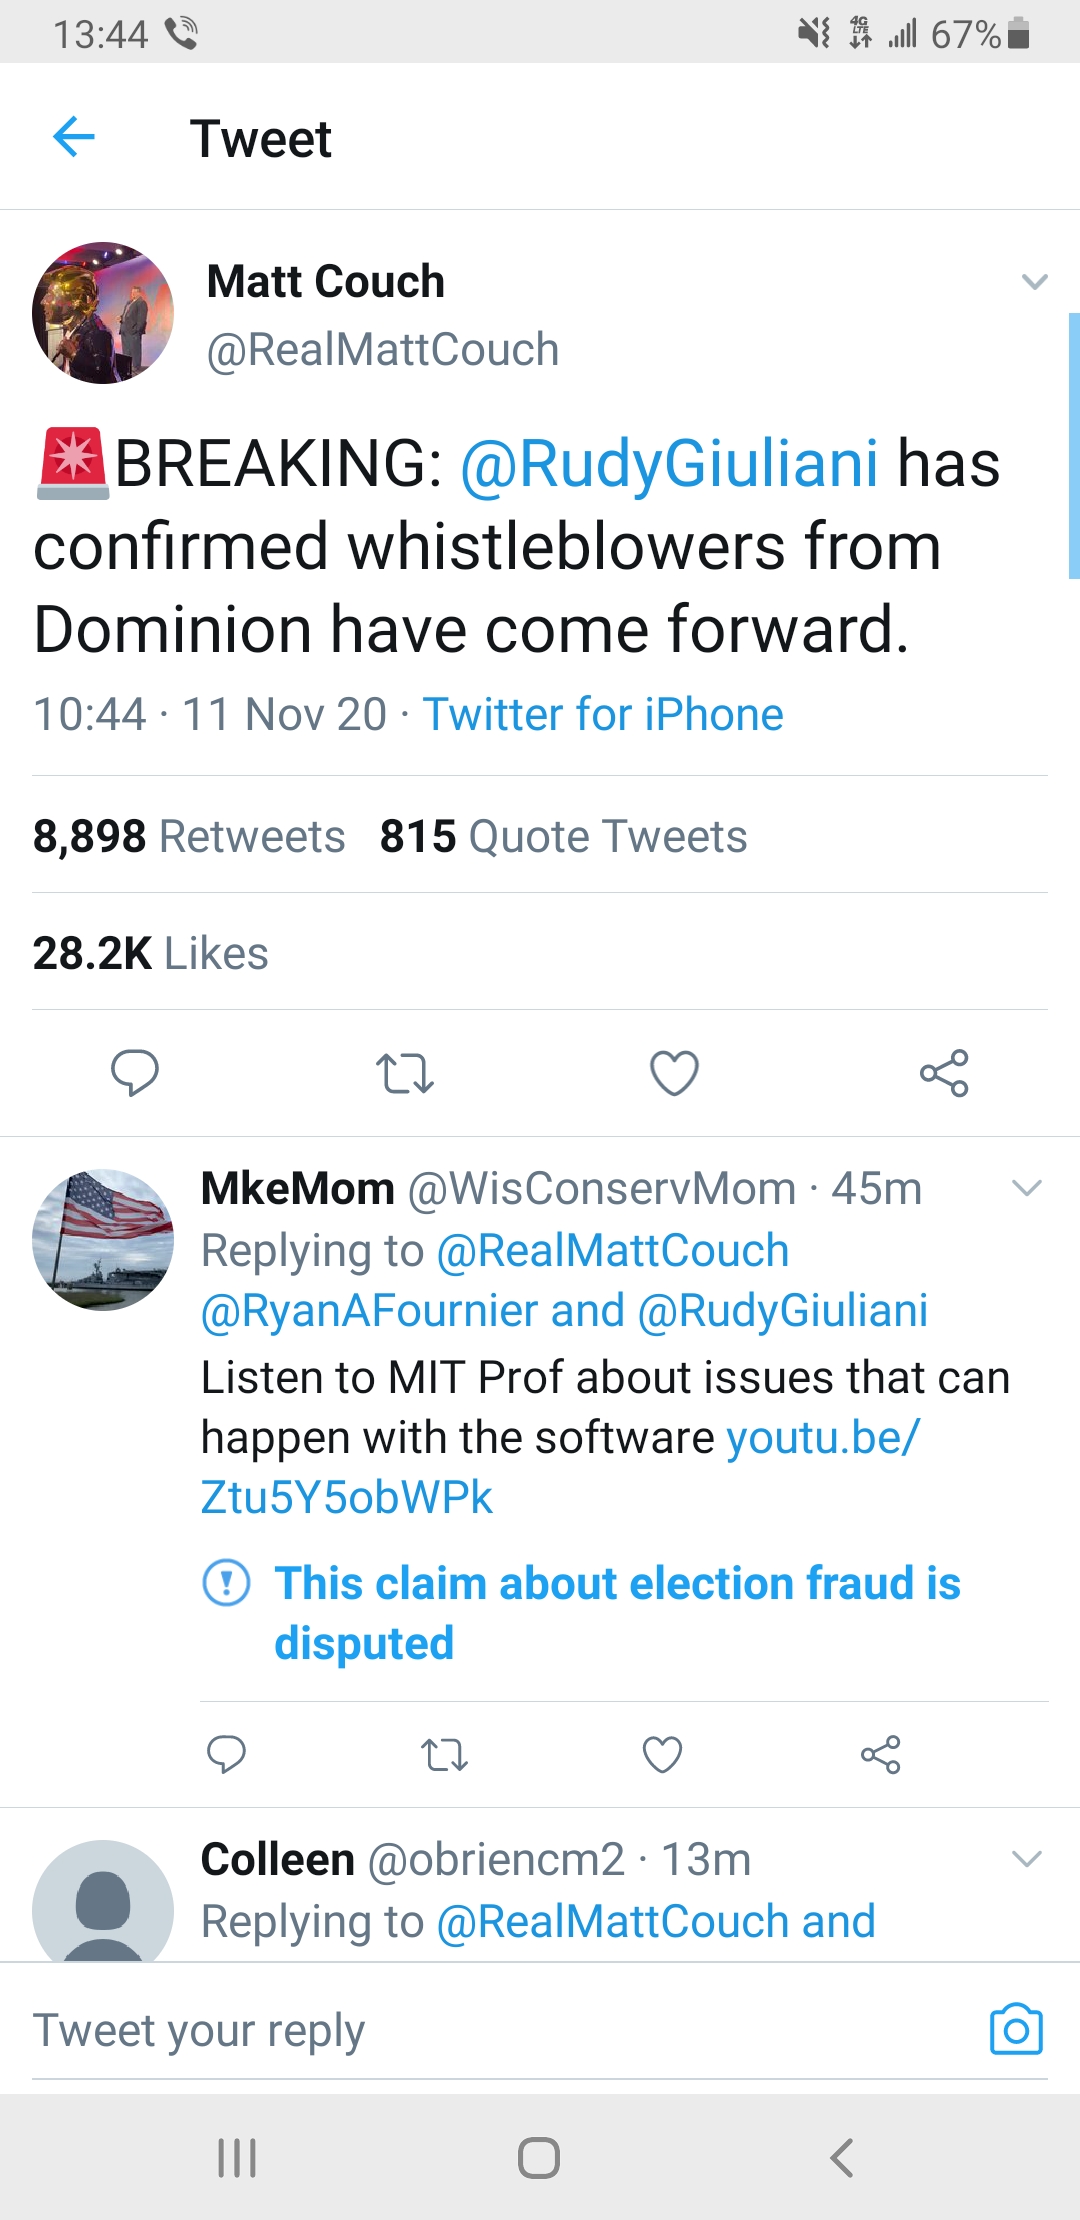 13:44
4G LTE 67%
Tweet
Matt Couch
@RealMattCouch
🚨BREAKING: @RudyGiuliani has
confirmed whistleblowers from
Dominion have come forward.
10:44 · 11 Nov 20 · Twitter for iPhone
8,898 Retweets 815 Quote Tweets
28.2K Likes
MkeMom @WisConservMom · 45m
Replying to @RealMattCouch
@RyanAFournier and @RudyGiuliani
Listen to MIT Prof about issues that can
happen with the software youtu.be/
Ztu5Y5obWPk
This claim about election fraud is
disputed
Colleen @obriencm2 · 13m
Replying to @RealMattCouch and
Tweet your reply